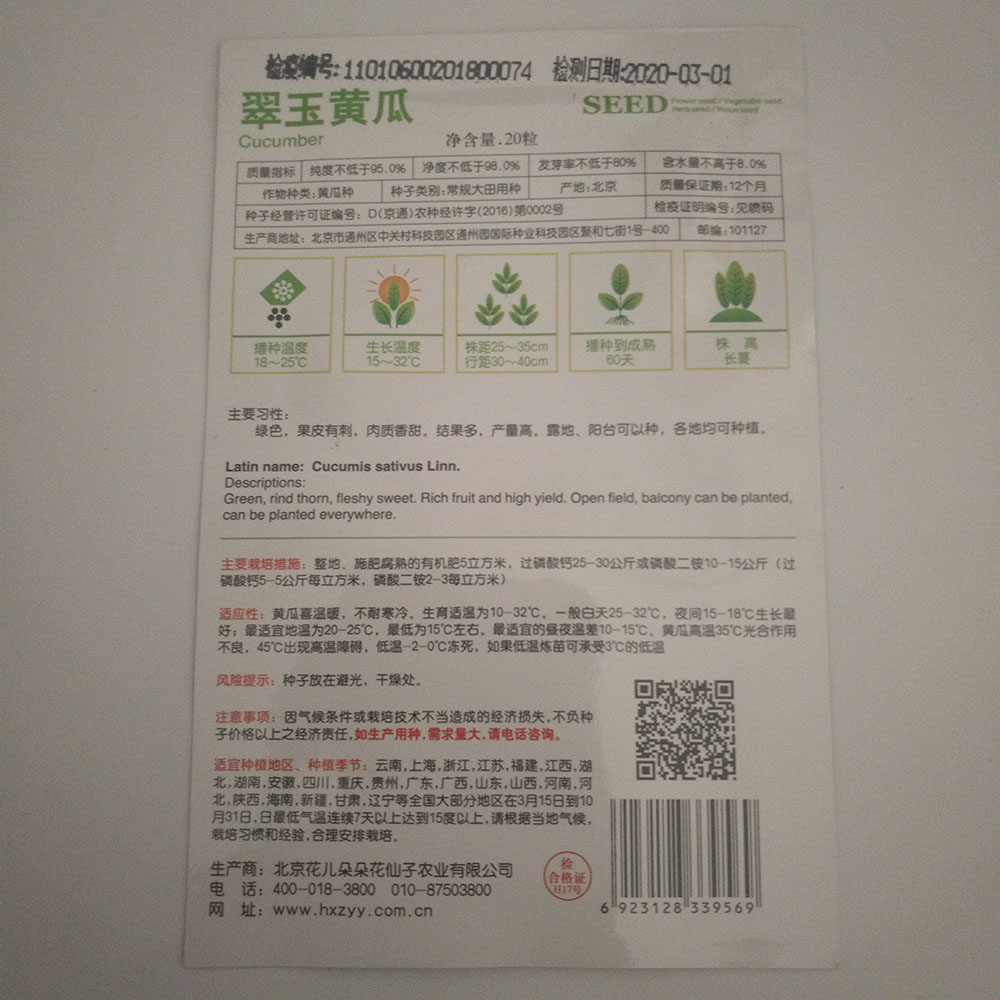 检疫编号:11010600201800074 检测日期:2020-03-01
翠玉黄瓜
SEED
Flower seed / Vegetable seed
Herb seed / Melon seed
Cucumber
净含量.20粒
质量指标 纯度不低于95.0% 净度不低于98.0% 发芽率不低于80% 含水量不高于8.0%
作物种类:黄瓜种 种子类别:常规大田用种 产地:北京 质量保证期:12个月
种子经营许可证编号: D(京通)农种经许字(2016)第0002号 检疫证明编号:见喷码
生产商地址: 北京市通州区中关村科技园区通州园国际种业科技园区聚和七街1号-400 邮编:101127
播种温度
18～25℃
生长温度
15～32℃
株距25～35cm
行距30～40cm
播种到成熟
60天
株 高
长蔓
主要习性:
绿色，果皮有刺，肉质香甜。结果多，产量高。露地、阳台可以种，各地均可种植。
Latin name: Cucumis sativus Linn.
Descriptions:
Green, rind thorn, fleshy sweet. Rich fruit and high yield. Open field, balcony can be planted,
can be planted everywhere.
主要栽培措施: 整地、施肥腐熟的有机肥5立方米，过磷酸钙25-30公斤或磷酸二铵10-15公斤（过
磷酸钙5-5公斤每立方米，磷酸二铵2-3每立方米）
适应性: 黄瓜喜温暖，不耐寒冷。生育适温为10-32℃，一般白天25-32℃，夜间15-18℃生长最
好；最适宜地温为20-25℃，最低为15℃左右。最适宜的昼夜温差10-15℃。黄瓜高温35℃光合作用
不良，45℃出现高温障碍，低温-2-0℃冻死，如果低温炼苗可承受3℃的低温
风险提示: 种子放在避光，干燥处。
注意事项: 因气候条件或栽培技术不当造成的经济损失,不负种
子价格以上之经济责任,如生产用种,需求量大,请电话咨询。
适宜种植地区、种植季节: 云南,上海,浙江,江苏,福建,江西,湖
北,湖南,安徽,四川,重庆,贵州,广东,广西,山东,山西,河南,河
北,陕西,海南,新疆,甘肃,辽宁等全国大部分地区在3月15日到10
月31日,日最低气温连续7天以上达到15度以上,请根据当地气候,
栽培习惯和经验,合理安排栽培。
生产商: 北京花儿朵朵花仙子农业有限公司
电 话: 400-018-3800 010-87503800
网 址: www.hxzyy.com.cn
检
合格证
H17号
6 923128 339569